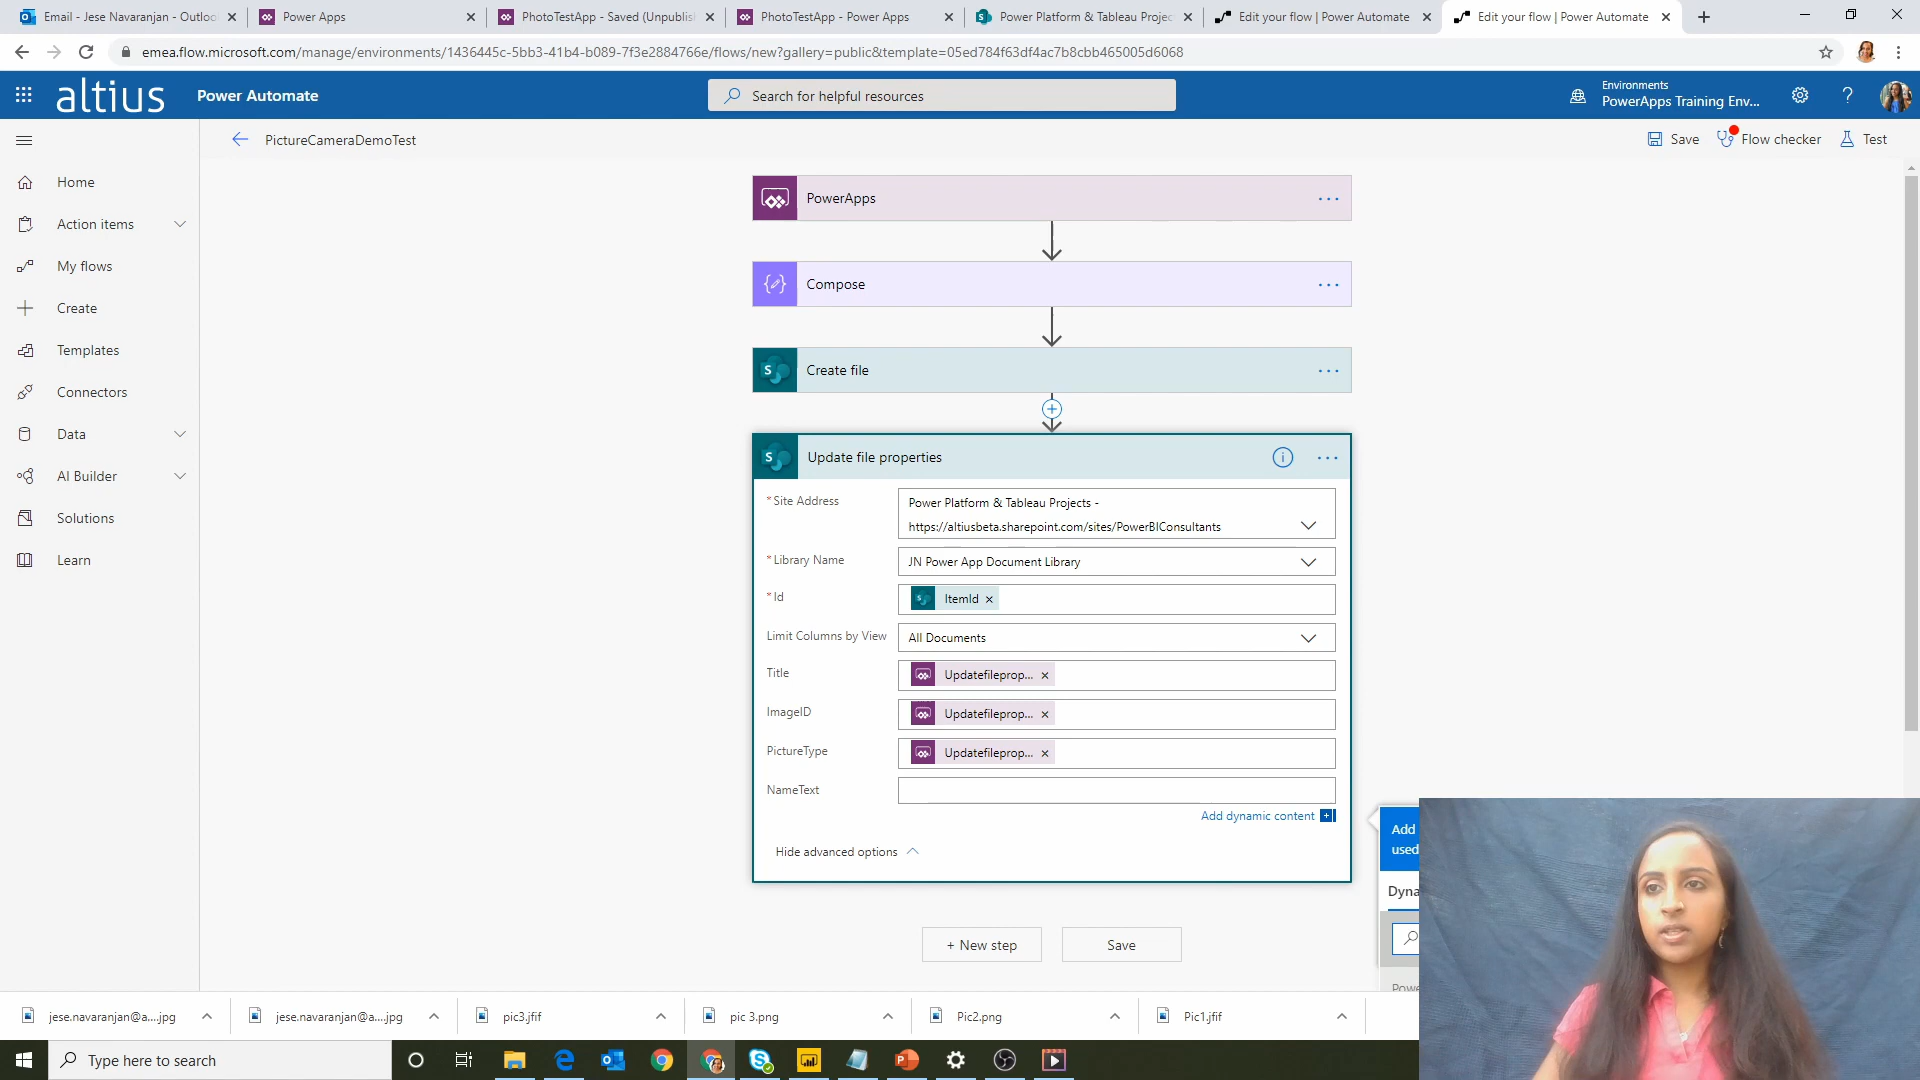 Email - Jese Navaranjan - Outloo
Power Apps
PhotoTestApp - Saved (Unpublis
PhotoTestApp - Power Apps
Power Platform & Tableau Projec
Edit your flow | Power Automate
Edit your flow | Power Automate
emea.flow.microsoft.com/manage/environments/1436445c-5bb3-41b4-b089-7f3e2884766e/flows/new?gallery=public&template=05ed784f63df4ac7b8cbb465005d6068
altius
Power Automate
Search for helpful resources
Environments
PowerApps Training Env...
?
PictureCameraDemoTest
Save
Flow checker
Test
Home
Action items
My flows
Create
Templates
Connectors
Data
AI Builder
Solutions
Learn
PowerApps
Compose
Create file
Update file properties
* Site Address
Power Platform & Tableau Projects -
https://altiusbeta.sharepoint.com/sites/PowerBIConsultants
* Library Name
JN Power App Document Library
* Id
ItemId
Limit Columns by View
All Documents
Title
Updatefileprop...
ImageID
Updatefileprop...
PictureType
Updatefileprop...
NameText
Add dynamic content
Hide advanced options
Add
used
Dyna
Powe
+ New step
Save
jese.navaranjan@a....jpg
jese.navaranjan@a....jpg
pic3.jfif
pic 3.png
Pic2.png
Pic1.jfif
Type here to search